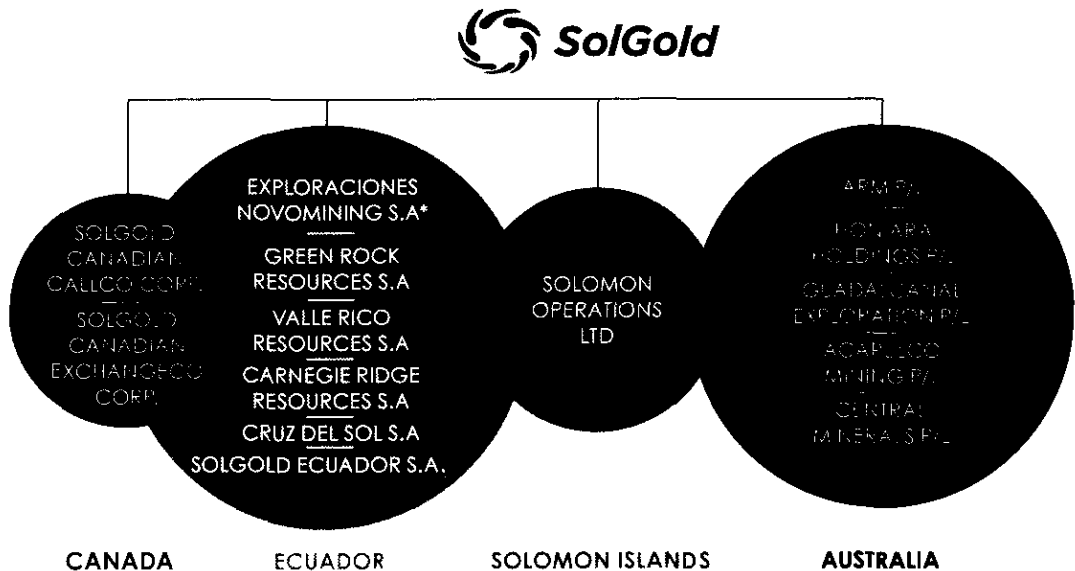 SolGold
SOLGOLD
CANADIAN
CALLCO CORP.
SOLGOLD
CANADIAN
EXCHANGECO
CORP.
EXPLORACIONES
NOVOMINING S.A*
GREEN ROCK
RESOURCES S.A
VALLE RICO
RESOURCES S.A
CARNEGIE RIDGE
RESOURCES S.A
CRUZ DEL SOL S.A
SOLGOLD ECUADOR S.A.
SOLOMON
OPERATIONS
LTD
ARM P/L
HONIARA
HOLDINGS P/L
GUADALCANAL
EXPLORATION P/L
ACAPULCO
MINING P/L
CENTRAL
MINERALS P/L
CANADA
ECUADOR
SOLOMON ISLANDS
AUSTRALIA